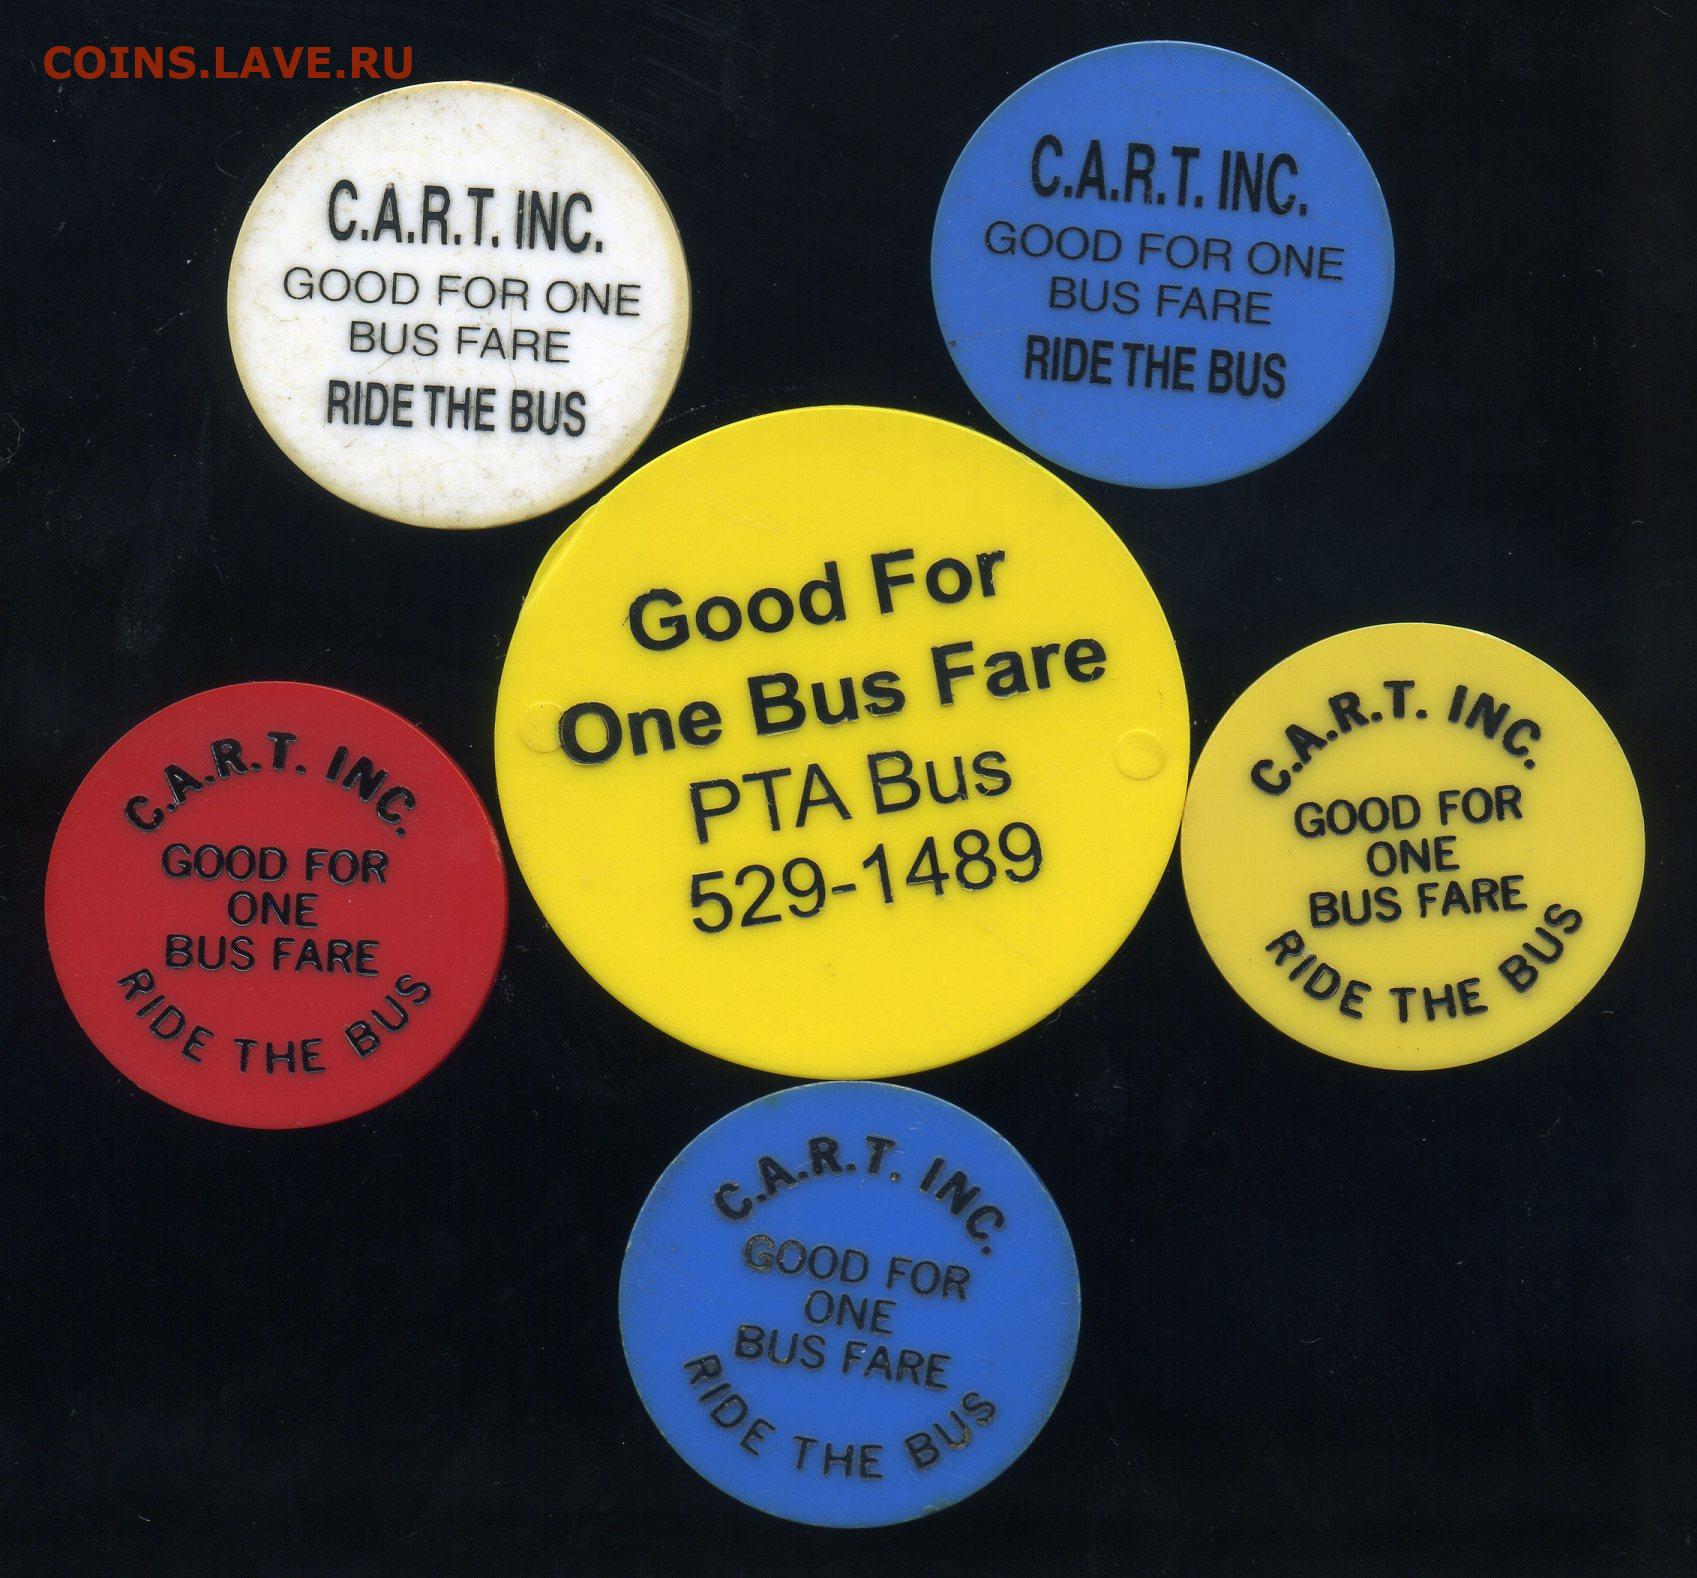 COINS.LAVE.RU
C.A.R.T. INC.
GOOD FOR ONE
BUS FARE
RIDE THE BUS
C.A.R.T. INC.
GOOD FOR ONE
BUS FARE
RIDE THE BUS
Good For
One Bus Fare
PTA Bus
529-1489
C.A.R.T. INC.
GOOD FOR
ONE
BUS FARE
RIDE THE BUS
C.A.R.T. INC.
GOOD FOR
ONE
BUS FARE
RIDE THE BUS
C.A.R.T. INC.
GOOD FOR
ONE
BUS FARE
RIDE THE BUS